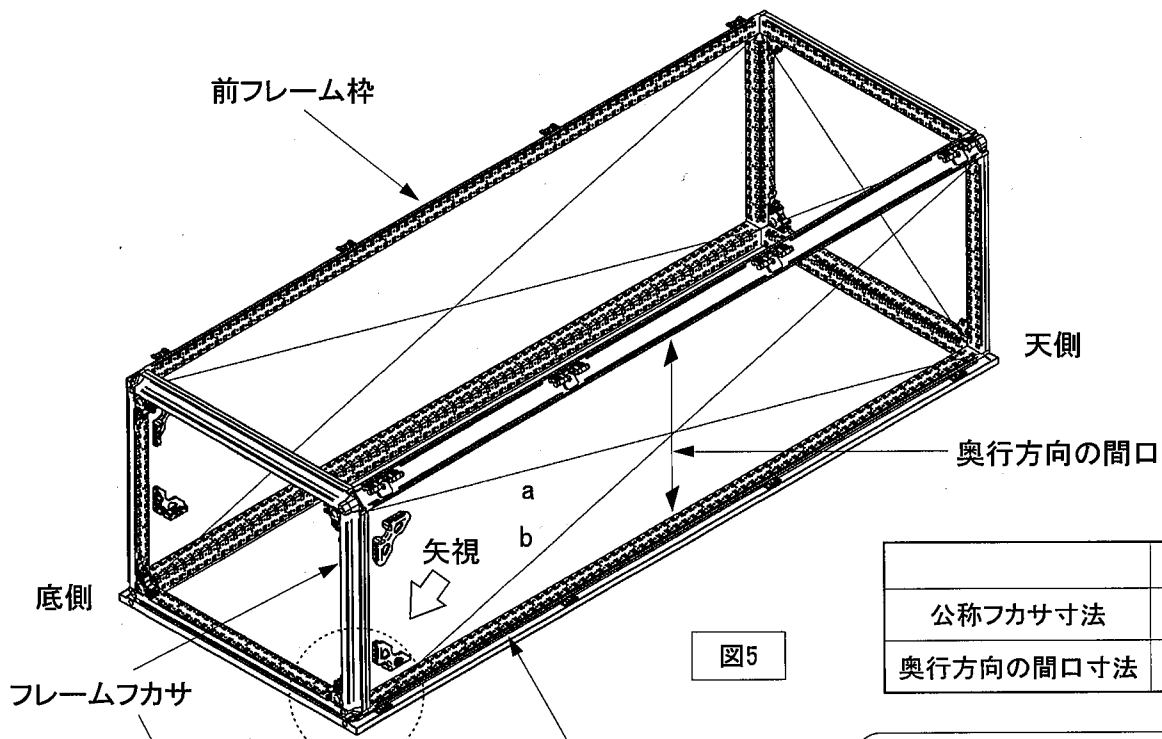 前フレーム枠
天側
奥行方向の間口
a
b
矢視
底側
フレームフカサ
図5
公称フカサ寸法
奥行方向の間口寸法